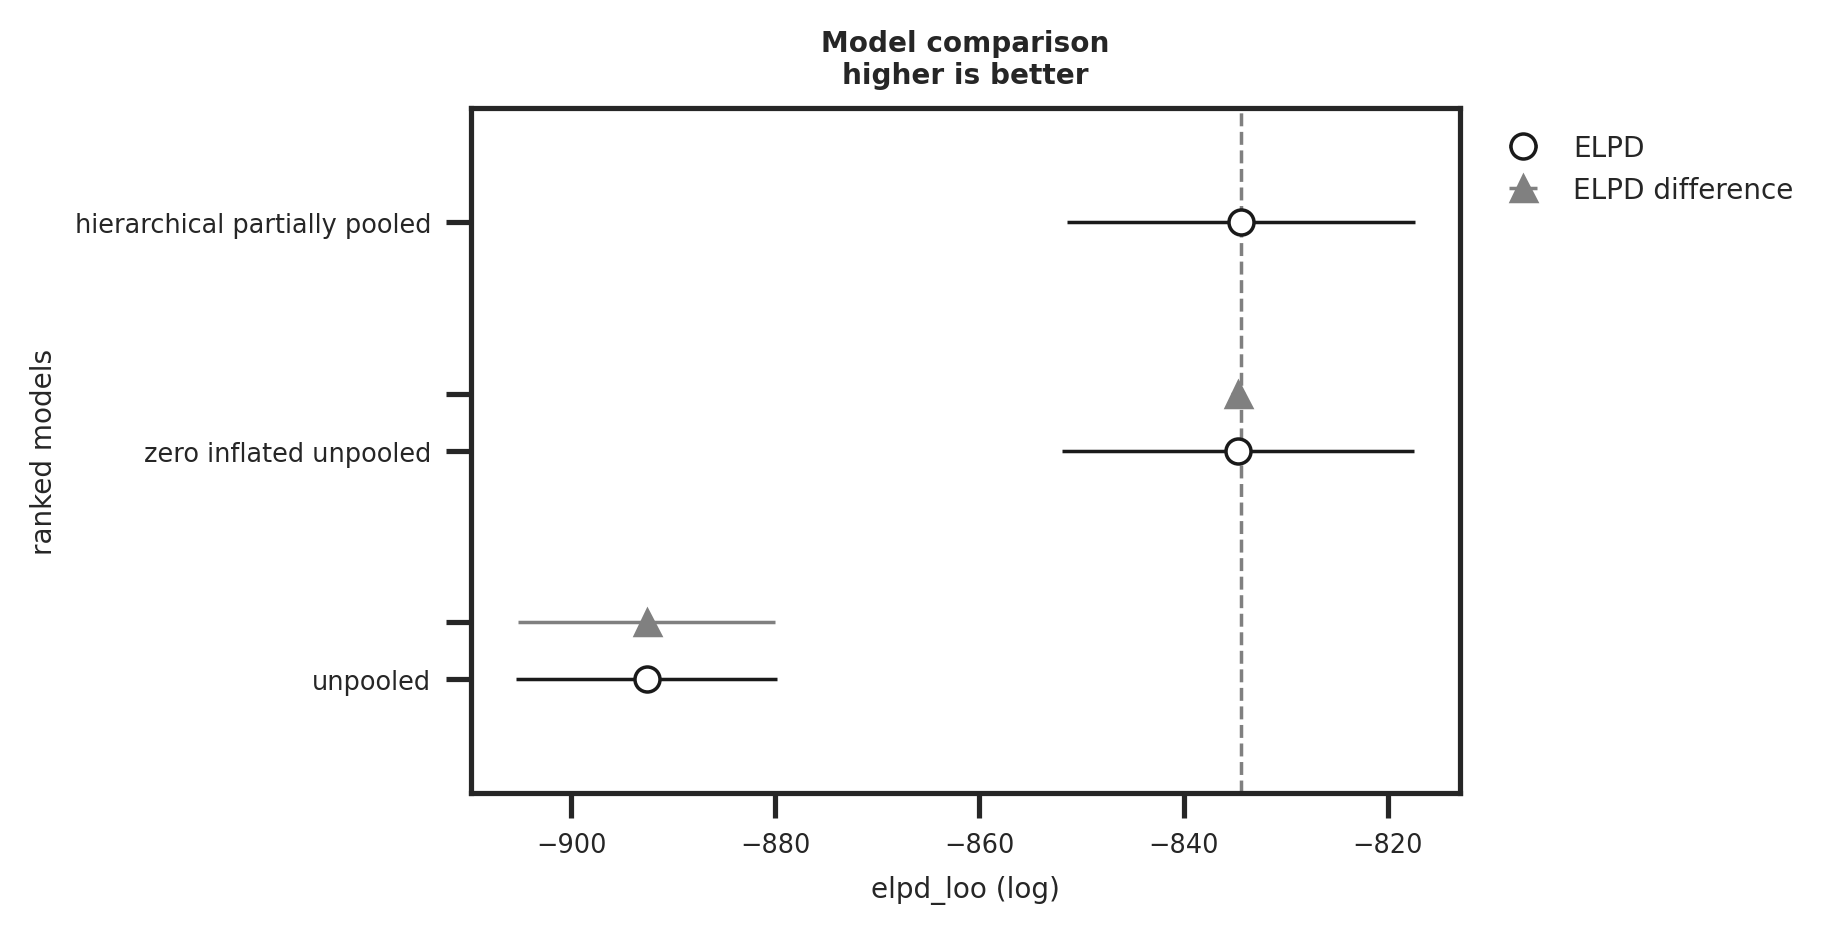 Model comparison
higher is better
ELPD
ELPD difference
hierarchical partially pooled
zero inflated unpooled
unpooled
ranked models
−900
−880
−860
−840
−820
elpd_loo (log)